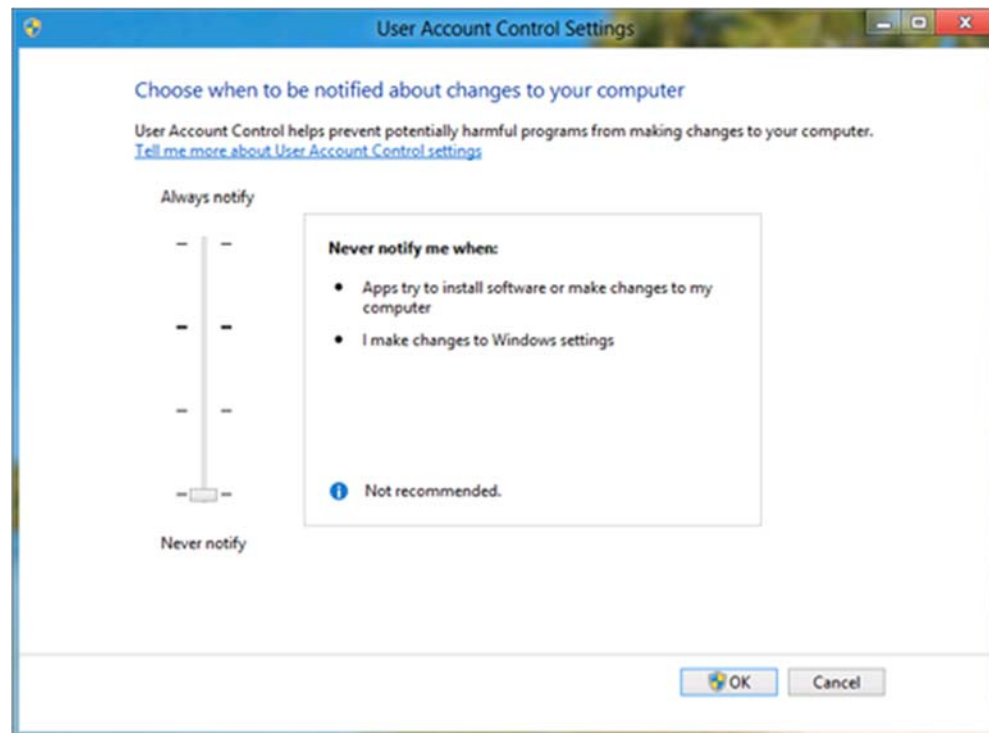 User Account Control Settings
Choose when to be notified about changes to your computer
User Account Control helps prevent potentially harmful programs from making changes to your computer.
Tell me more about User Account Control settings
Always notify
Never notify me when:
• Apps try to install software or make changes to my
computer
• I make changes to Windows settings
Not recommended.
Never notify
OK Cancel